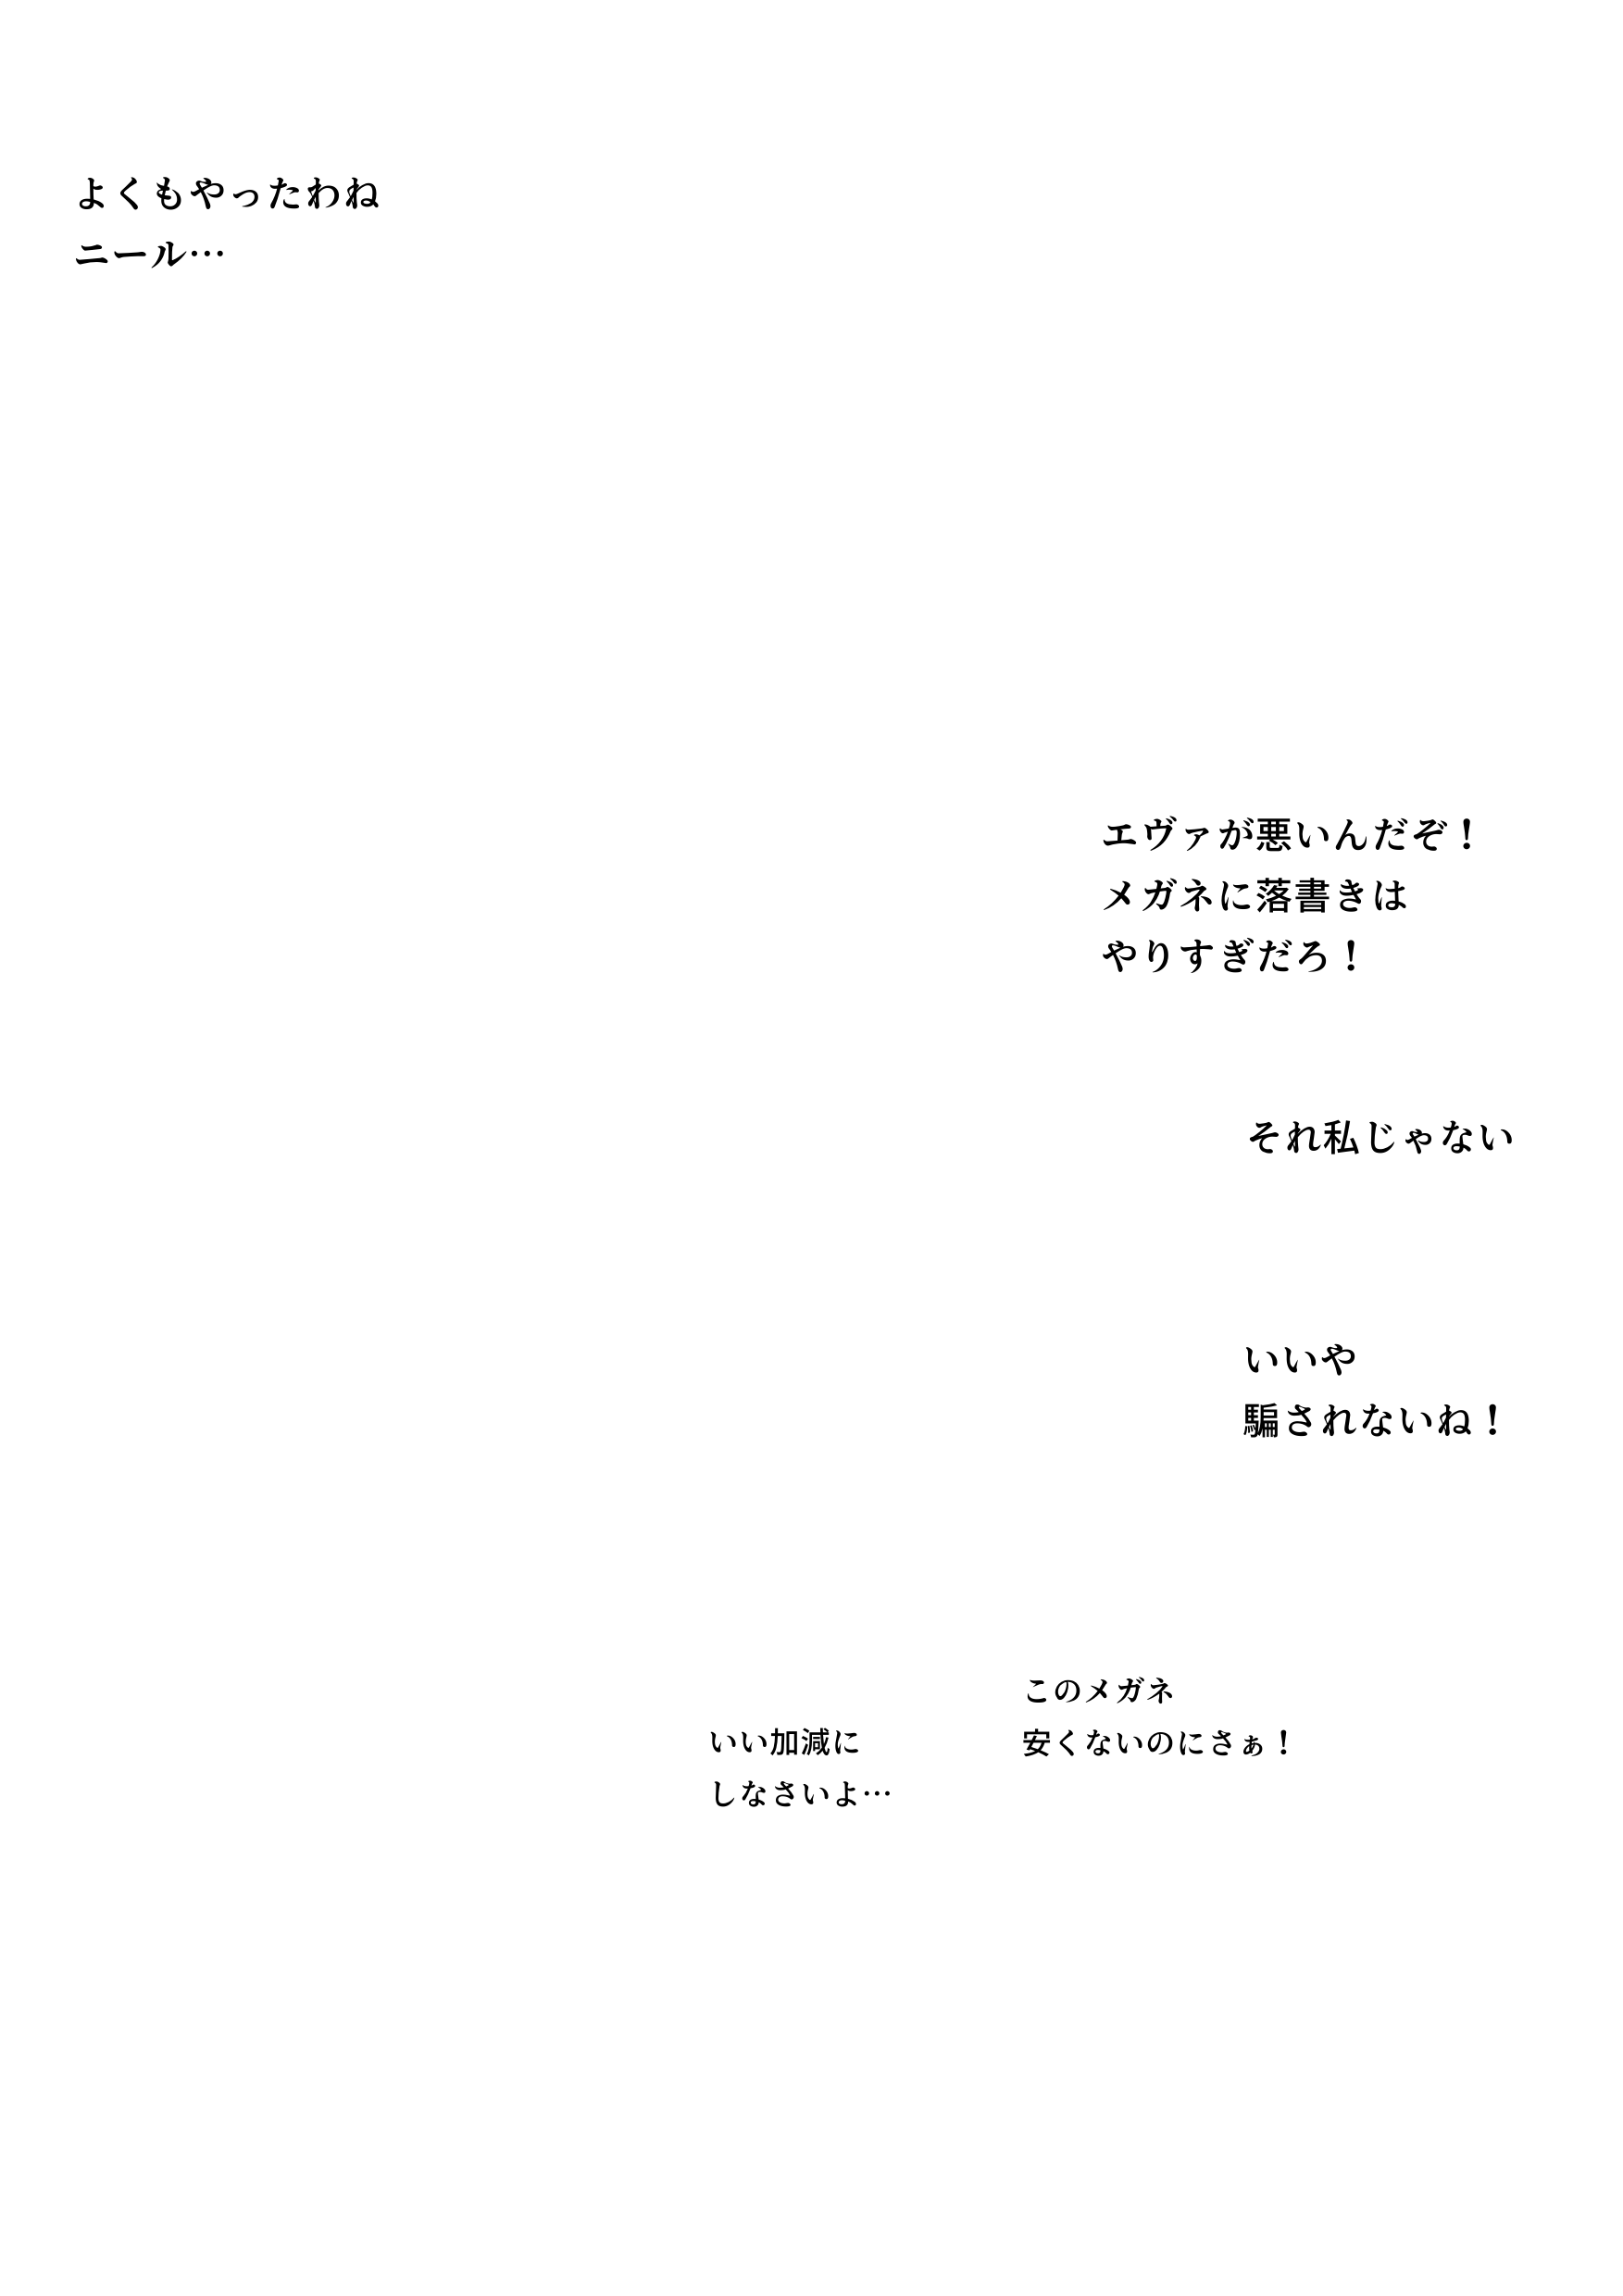 よくもやったわね
ニール…
エヴァが悪いんだぞ！
メガネに落書きは
やりすぎだろ！
それ私じゃない
いいや
騙されないね！
このメガネ
安くないのにさぁ！
いい加減に
しなさいよ…